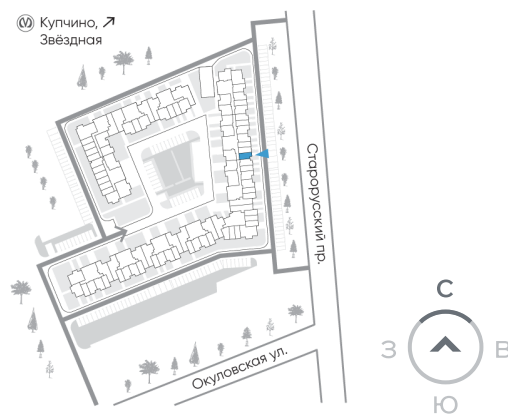 Купчино, ↗
Звёздная
Старорусский пр.
Окуловская ул.
С
З
В
Ю